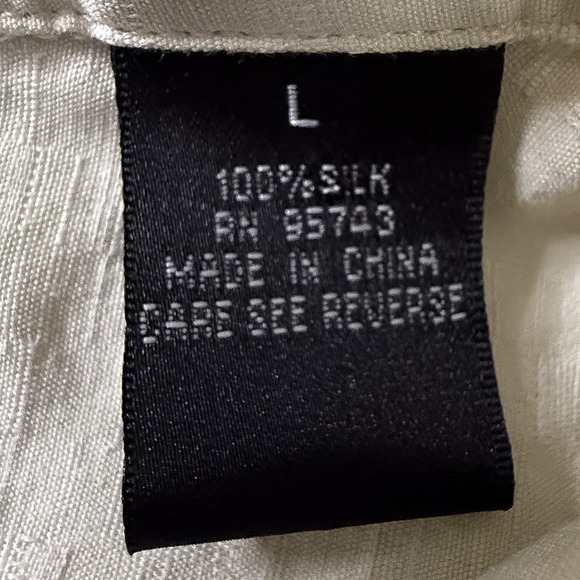 L
100% SILK
RN 95743
MADE IN CHINA
CARE SEE REVERSE